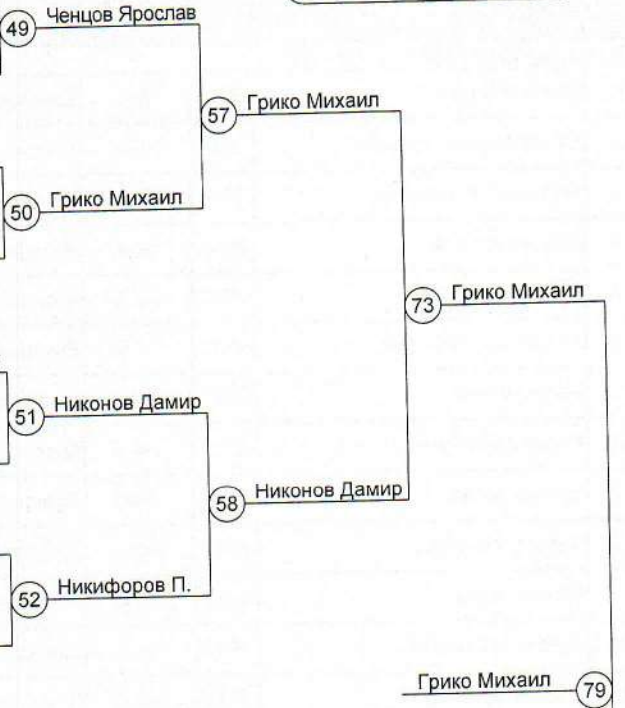 49 Ченцов Ярослав
57 Грико Михаил
50 Грико Михаил
73 Грико Михаил
51 Никонов Дамир
58 Никонов Дамир
52 Никифоров П.
Грико Михаил 79